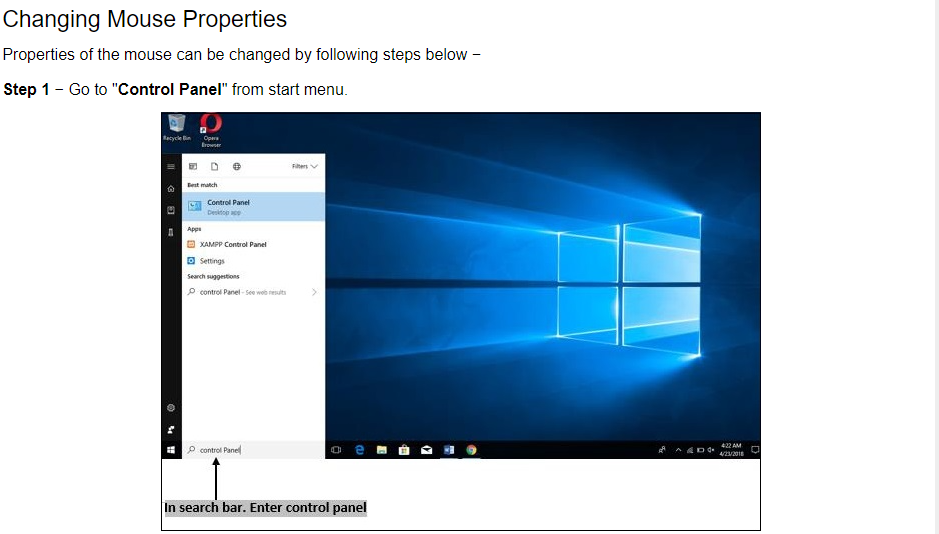 Changing Mouse Properties
Properties of the mouse can be changed by following steps below −
Step 1 − Go to "Control Panel" from start menu.
Recycle Bin
Opera
Browser
Filters
Best match
Control Panel
Desktop app
Apps
XAMPP Control Panel
Settings
Search suggestions
control Panel - See web results
control Panel
4:22 AM
4/23/2018
In search bar. Enter control panel